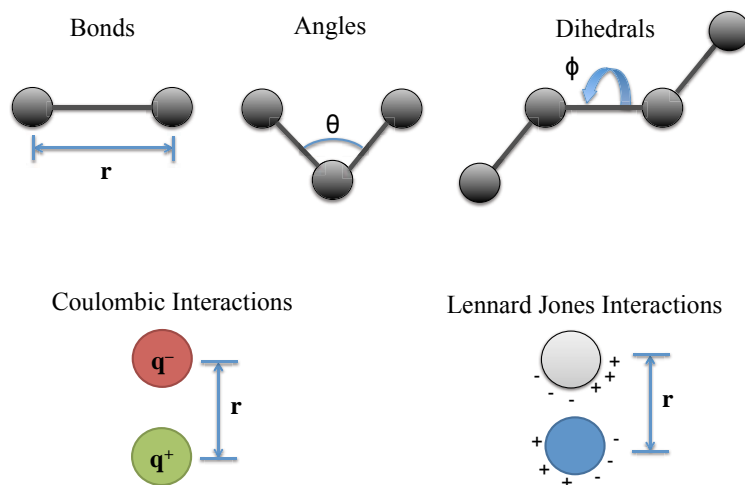 Bonds
Angles
Dihedrals
r
θ
ϕ
Coulombic Interactions
q⁻
q⁺
r
Lennard Jones Interactions
+
+
+
+
-
-
-
+
+
+
+
-
-
-
r